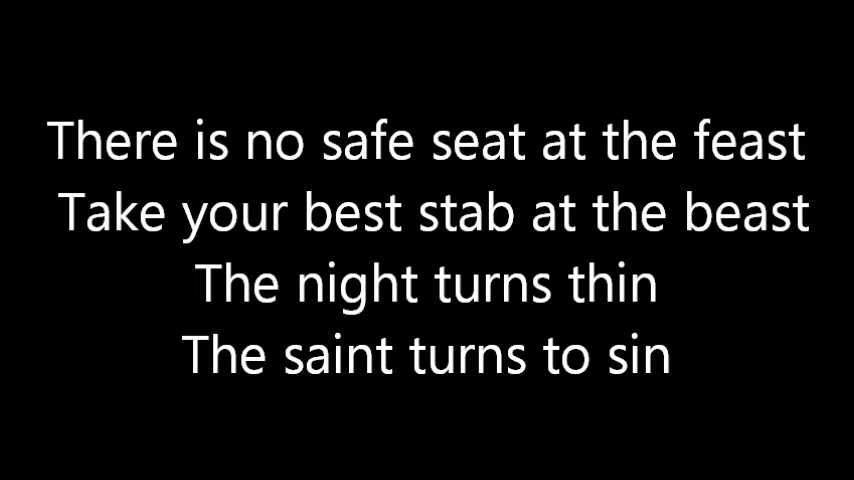 There is no safe seat at the feast
Take your best stab at the beast
The night turns thin
The saint turns to sin